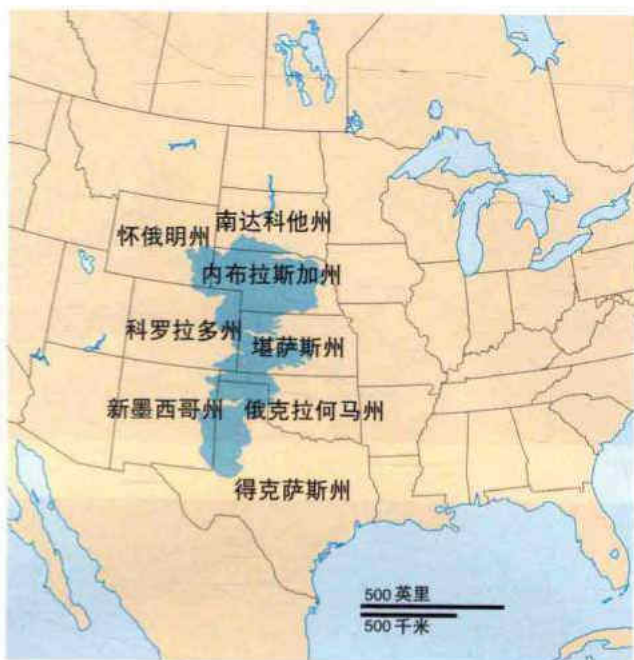 南达科他州
怀俄明州
内布拉斯加州
科罗拉多州
堪萨斯州
新墨西哥州
俄克拉何马州
得克萨斯州
500 英里
500 千米